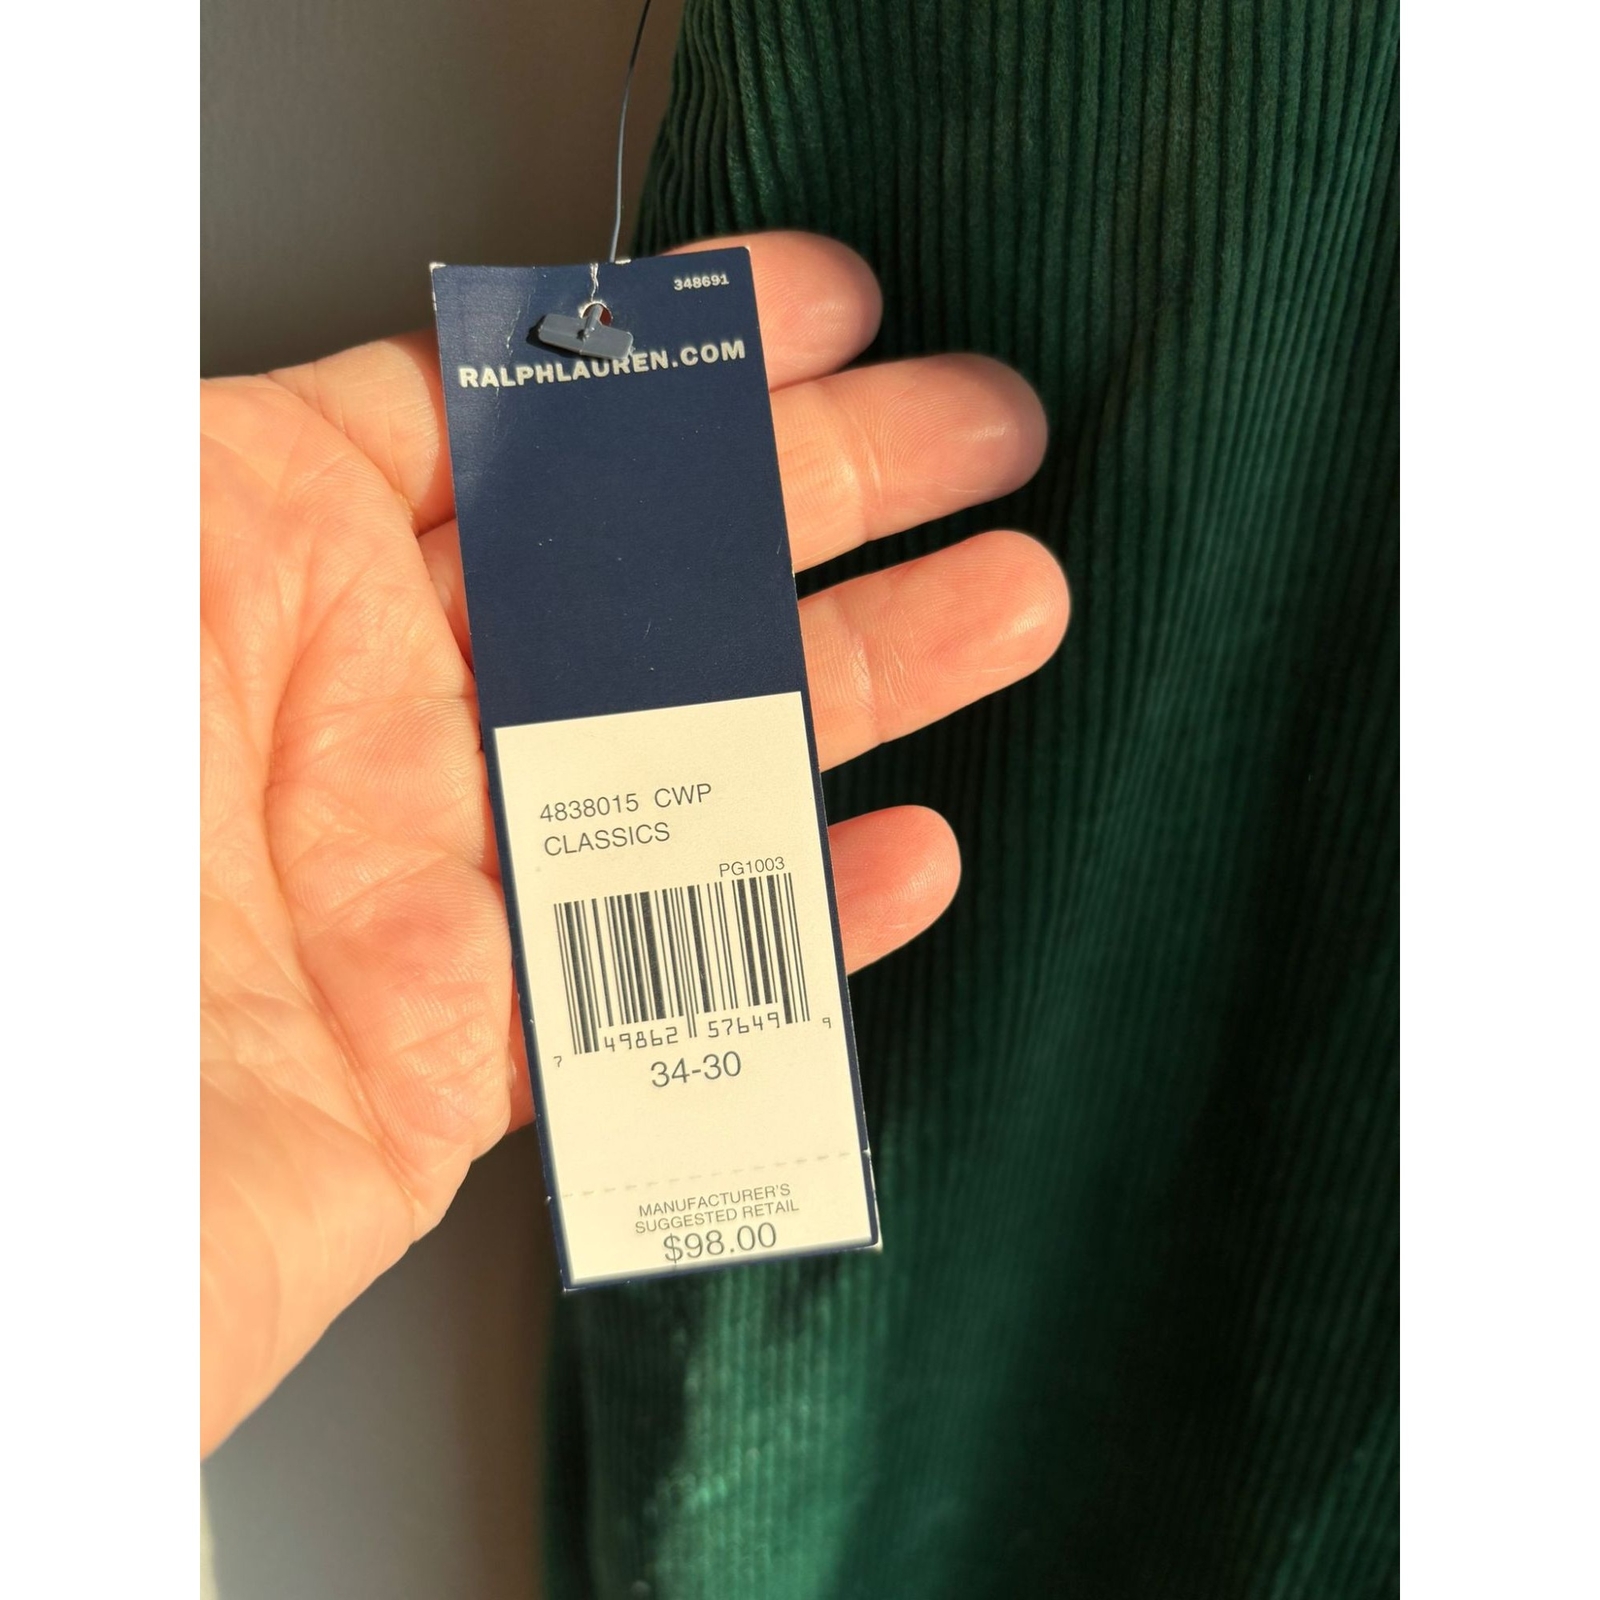 348691
RALPHLAUREN.COM
4838015 CWP
CLASSICS
PG1003
7 49862 57649 9
34-30
MANUFACTURER'S
SUGGESTED RETAIL
$98.00